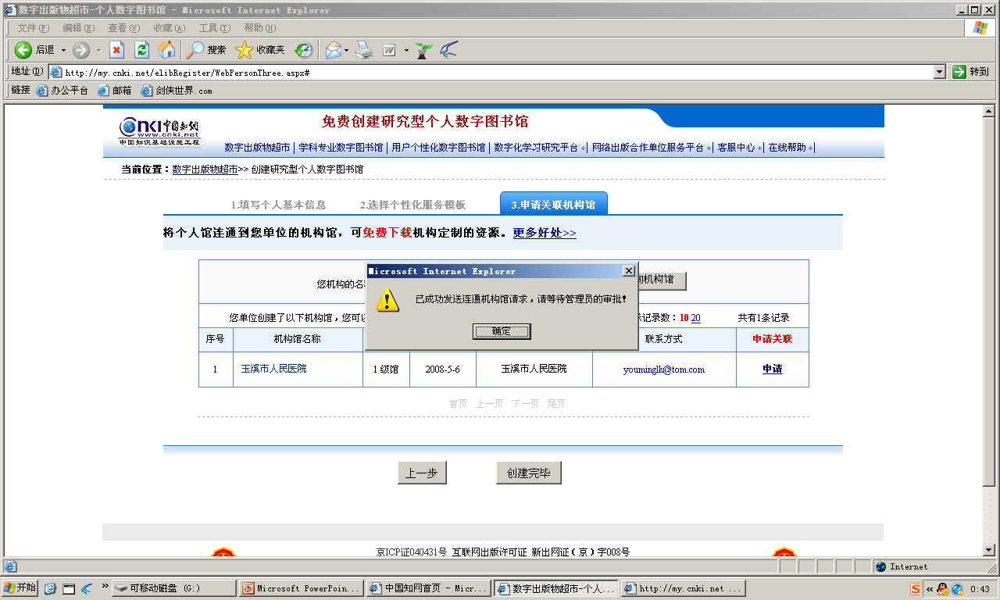 数字出版物超市-个人数字图书馆 - Microsoft Internet Explorer
文件(F) 编辑(E) 查看(V) 收藏(A) 工具(T) 帮助(H)
后退 搜索 收藏夹
地址(D) http://my.cnki.net/elibRegister/WebPersonThree.aspx# 转到
链接 办公平台 邮箱 剑侠世界.com
CNKI中国知网
www.cnki.net
中国知识基础设施工程
免费创建研究型个人数字图书馆
数字出版物超市 | 学科专业数字图书馆 | 用户个性化数字图书馆 | 数字化学习研究平台 ↓| 网络出版合作单位服务平台 ↓| 客服中心 ↓| 在线帮助 ↓|
当前位置：数字出版物超市>> 创建研究型个人数字图书馆
1.填写个人基本信息 2.选择个性化服务模板 3.申请关联机构馆
将个人馆连通到您单位的机构馆，可免费下载机构定制的资源。更多好处>>
您机构的名 机构馆
您单位创建了以下机构馆，您可以 记录数：10 20 共有1条记录
序号 机构馆名称 联系方式 申请关联
1 玉溪市人民医院 1 级馆 2008-5-6 玉溪市人民医院 youminglk@tom.com 申请
Microsoft Internet Explorer
已成功发送连通机构馆请求，请等待管理员的审批！
确定
首页 上一页 下一页 尾页
上一步 创建完毕
京ICP证040431号 互联网出版许可证 新出网证(京)字008号
Internet
开始 » 可移动磁盘 (G:) Microsoft PowerPoin... 中国知网首页 - Micr... 数字出版物超市-个人... http://my.cnki.net ... « 0:43